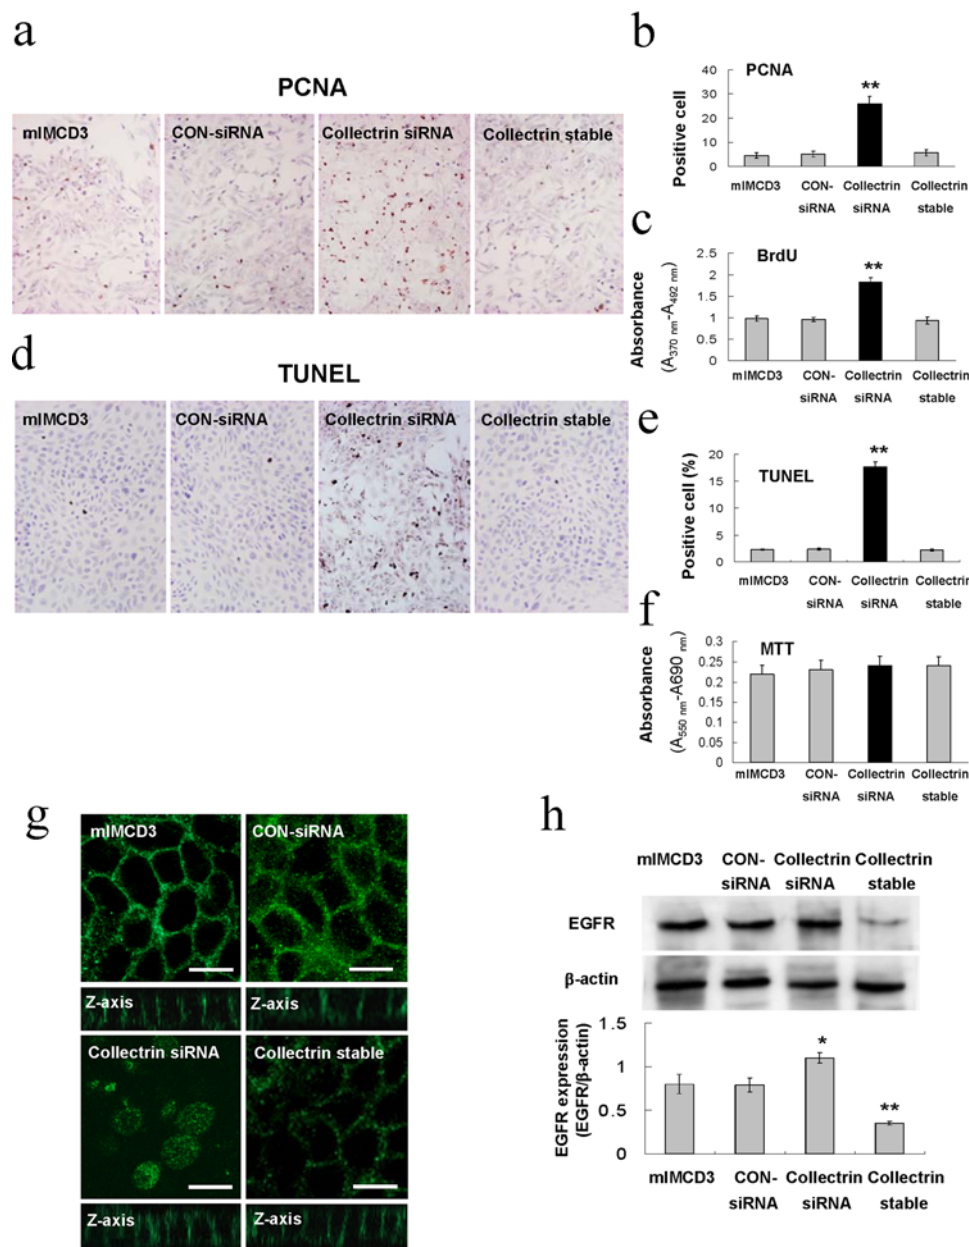 a
PCNA
mIMCD3
CON-siRNA
Collectrin siRNA
Collectrin stable
b
PCNA
**
Positive cell
40
30
20
10
0
mIMCD3
CON-
siRNA
Collectrin
siRNA
Collectrin
stable
c
BrdU
**
Absorbance
(A370 nm-A492 nm)
2.5
2
1.5
1
0.5
0
mIMCD3
CON-
siRNA
Collectrin
siRNA
Collectrin
stable
d
TUNEL
mIMCD3
CON-siRNA
Collectrin siRNA
Collectrin stable
e
TUNEL
**
Positive cell (%)
20
15
10
5
0
mIMCD3
CON-
siRNA
Collectrin
siRNA
Collectrin
stable
f
MTT
Absorbance
(A550 nm-A690 nm)
0.3
0.25
0.2
0.15
0.1
0.05
0
mIMCD3
CON-
siRNA
Collectrin
siRNA
Collectrin
stable
g
mIMCD3
CON-siRNA
Z-axis
Z-axis
Collectrin siRNA
Collectrin stable
Z-axis
Z-axis
h
mIMCD3
CON-
siRNA
Collectrin
siRNA
Collectrin
stable
EGFR
β-actin
EGFR expression
(EGFR/β-actin)
1.5
1
0.5
0
*
**
mIMCD3
CON-
siRNA
Collectrin
siRNA
Collectrin
stable